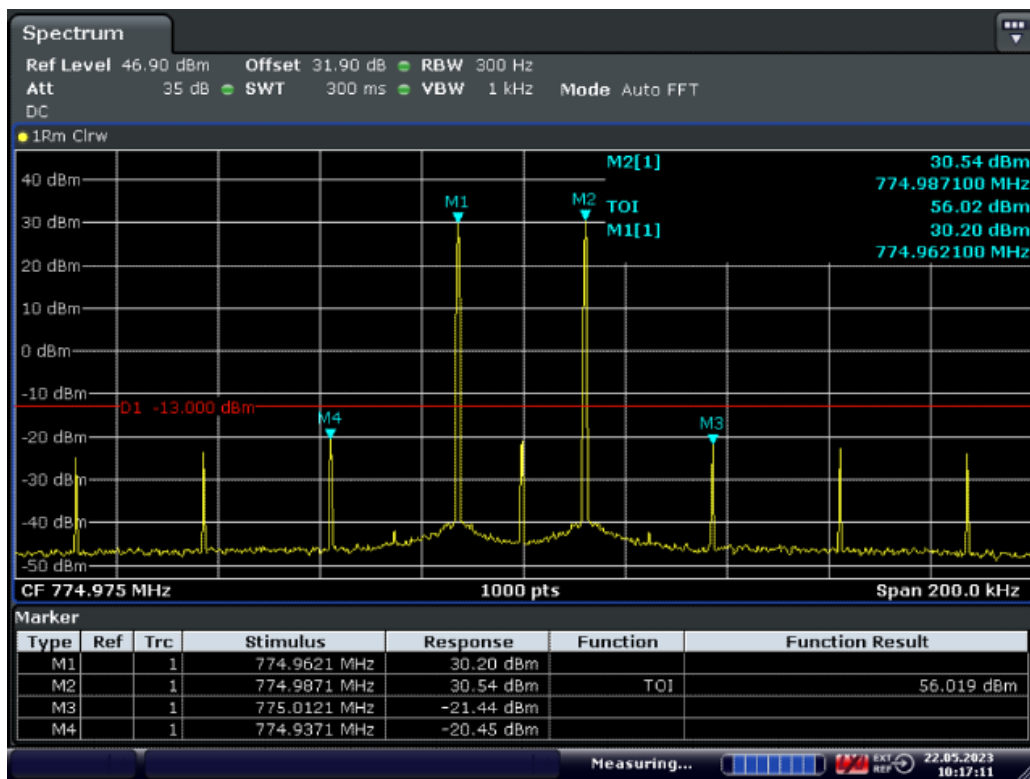 Spectrum
Ref Level 46.90 dBm Offset 31.90 dB RBW 300 Hz
Att 35 dB SWT 300 ms VBW 1 kHz Mode Auto FFT
DC
1Rm Clrw
M2[1] 30.54 dBm
774.987100 MHz
TOI 56.02 dBm
M1[1] 30.20 dBm
774.962100 MHz
40 dBm
M1
M2
30 dBm
20 dBm
10 dBm
0 dBm
-10 dBm
D1 -13.000 dBm
M4
M3
-20 dBm
-30 dBm
-40 dBm
-50 dBm
CF 774.975 MHz 1000 pts Span 200.0 kHz
Marker
Type Ref Trc Stimulus Response Function Function Result
M1 1 774.9621 MHz 30.20 dBm
M2 1 774.9871 MHz 30.54 dBm TOI 56.019 dBm
M3 1 775.0121 MHz -21.44 dBm
M4 1 774.9371 MHz -20.45 dBm
Measuring... EXT REF 22.05.2023
10:17:11